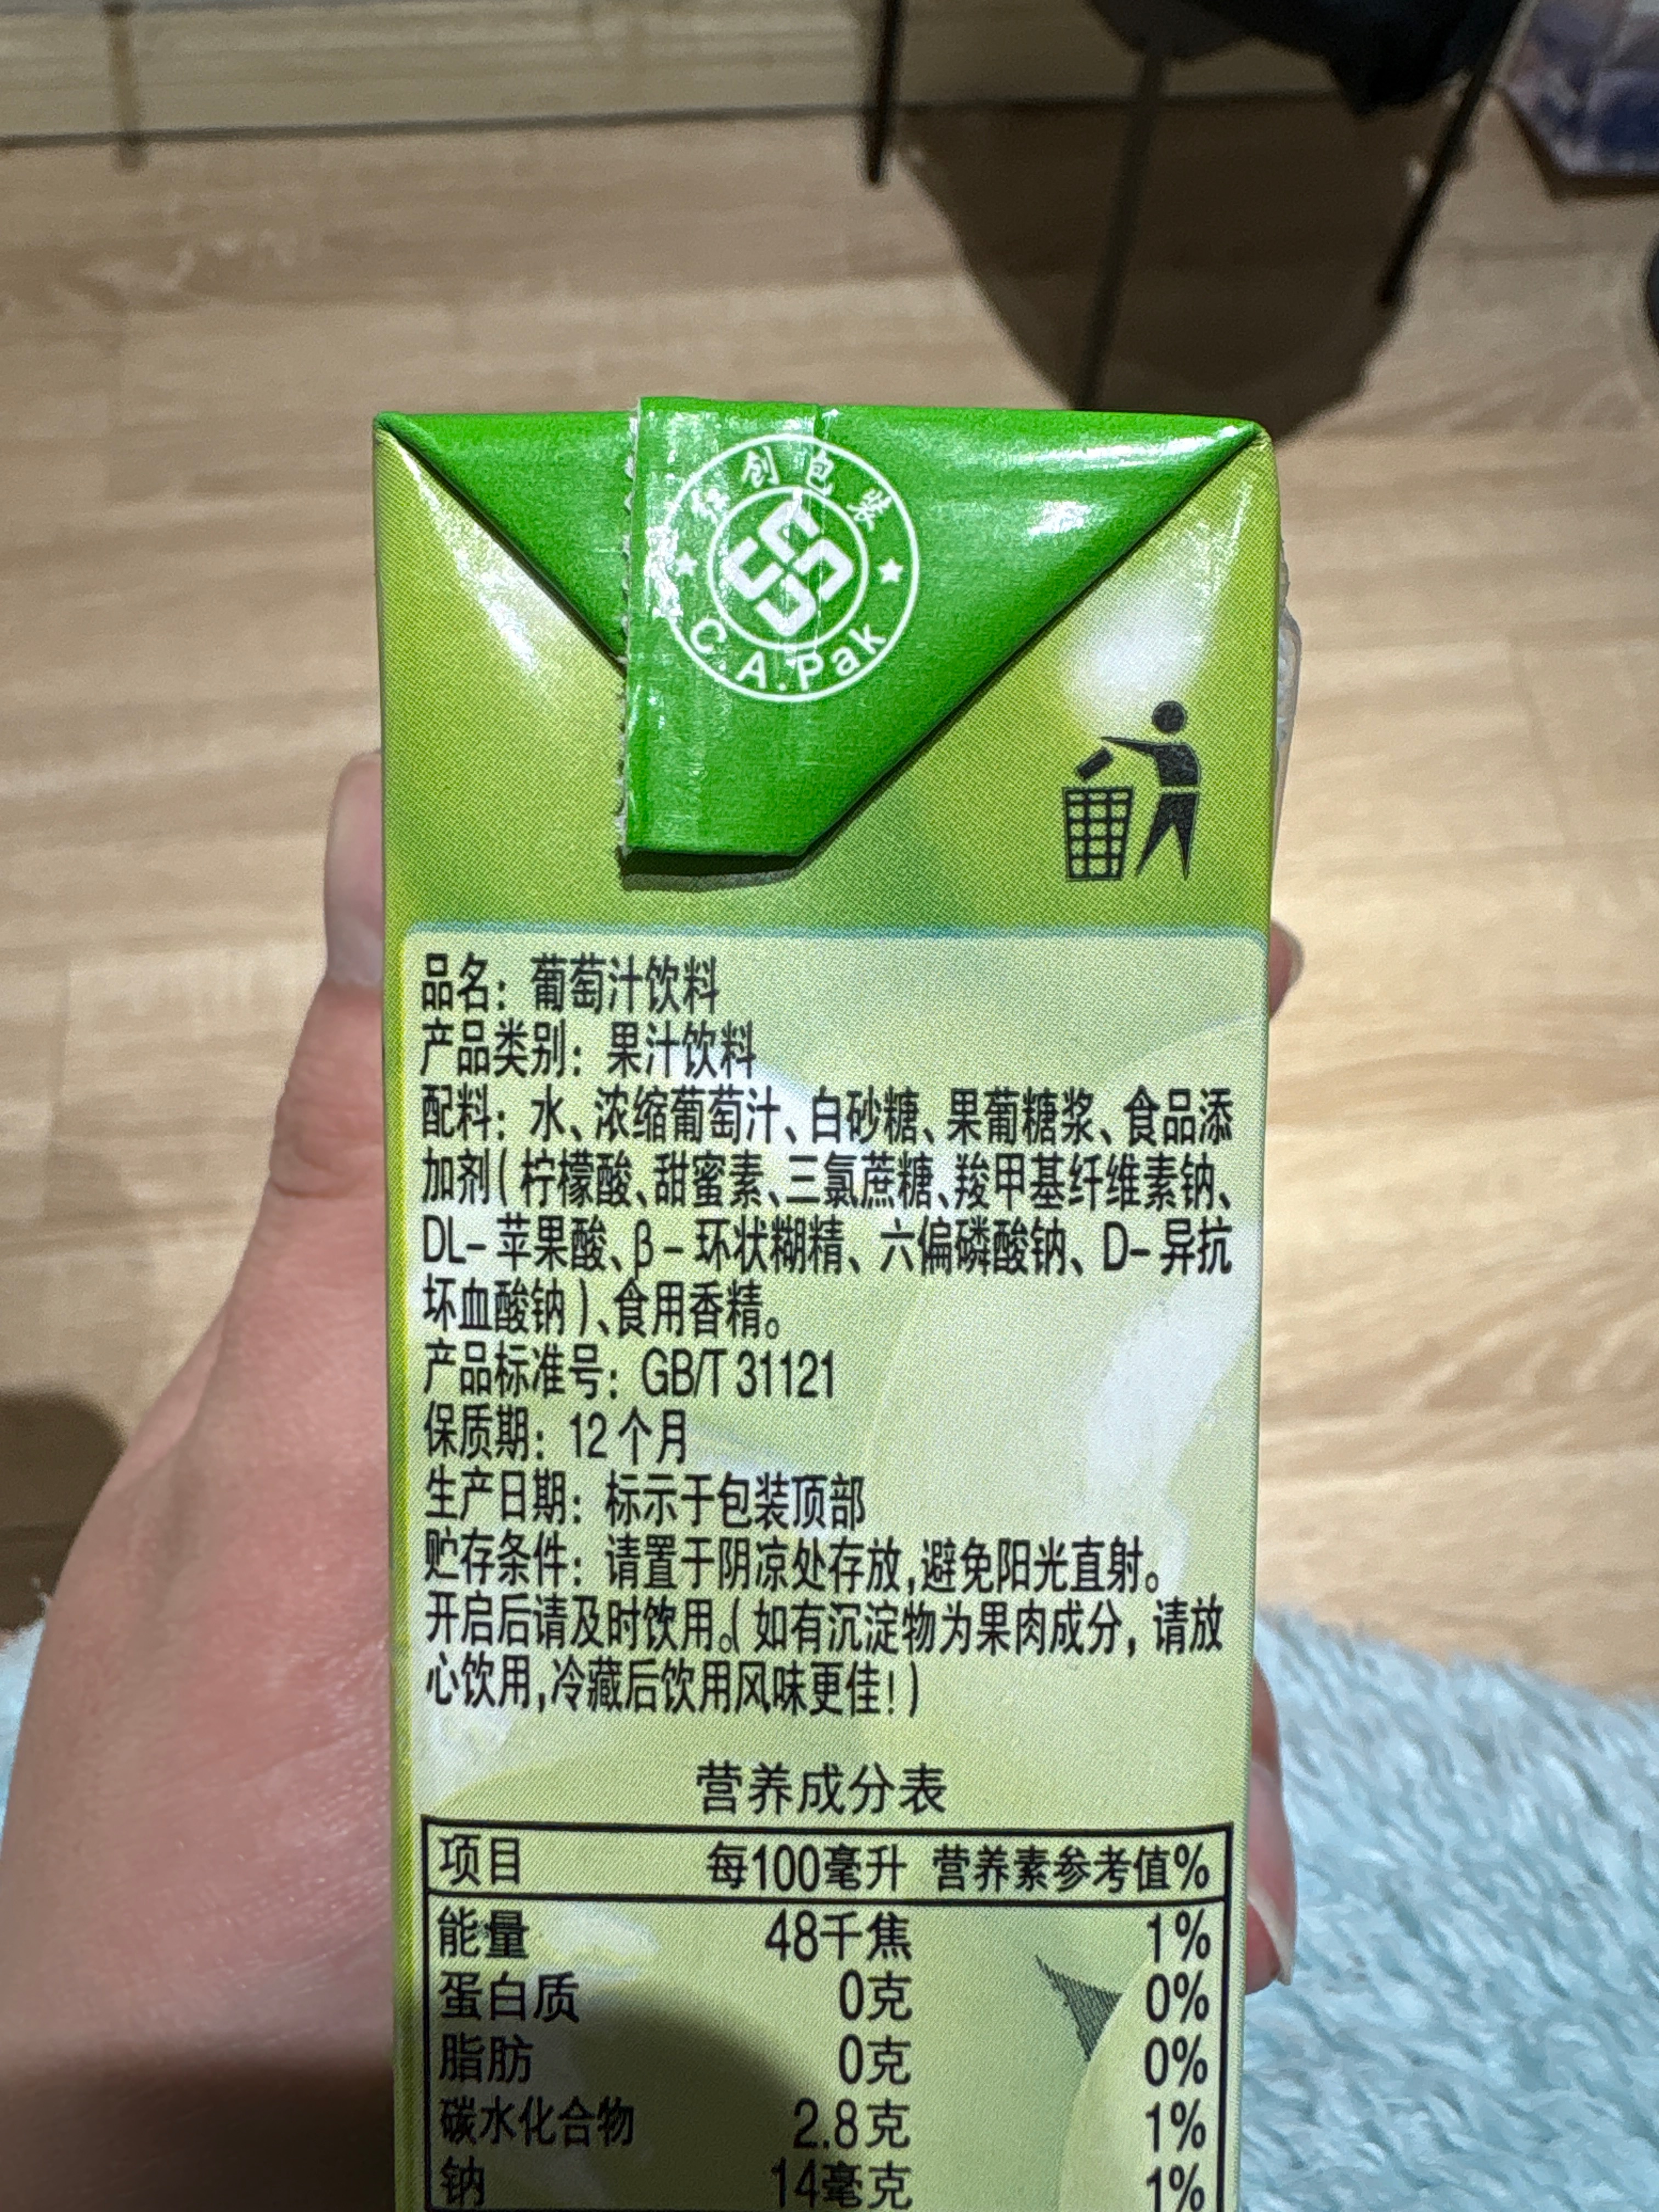 红创包装
C.A.Pak
品名：葡萄汁饮料
产品类别：果汁饮料
配料：水、浓缩葡萄汁、白砂糖、果葡糖浆、食品添
加剂（柠檬酸、甜蜜素、三氯蔗糖、羧甲基纤维素钠、
DL-苹果酸、β-环状糊精、六偏磷酸钠、D-异抗
坏血酸钠）、食用香精。
产品标准号：GB/T 31121
保质期：12个月
生产日期：标示于包装顶部
贮存条件：请置于阴凉处存放,避免阳光直射。
开启后请及时饮用。（如有沉淀物为果肉成分，请放
心饮用,冷藏后饮用风味更佳！）
营养成分表
项目 每100毫升 营养素参考值%
能量 48千焦 1%
蛋白质 0克 0%
脂肪 0克 0%
碳水化合物 2.8克 1%
钠 14毫克 1%